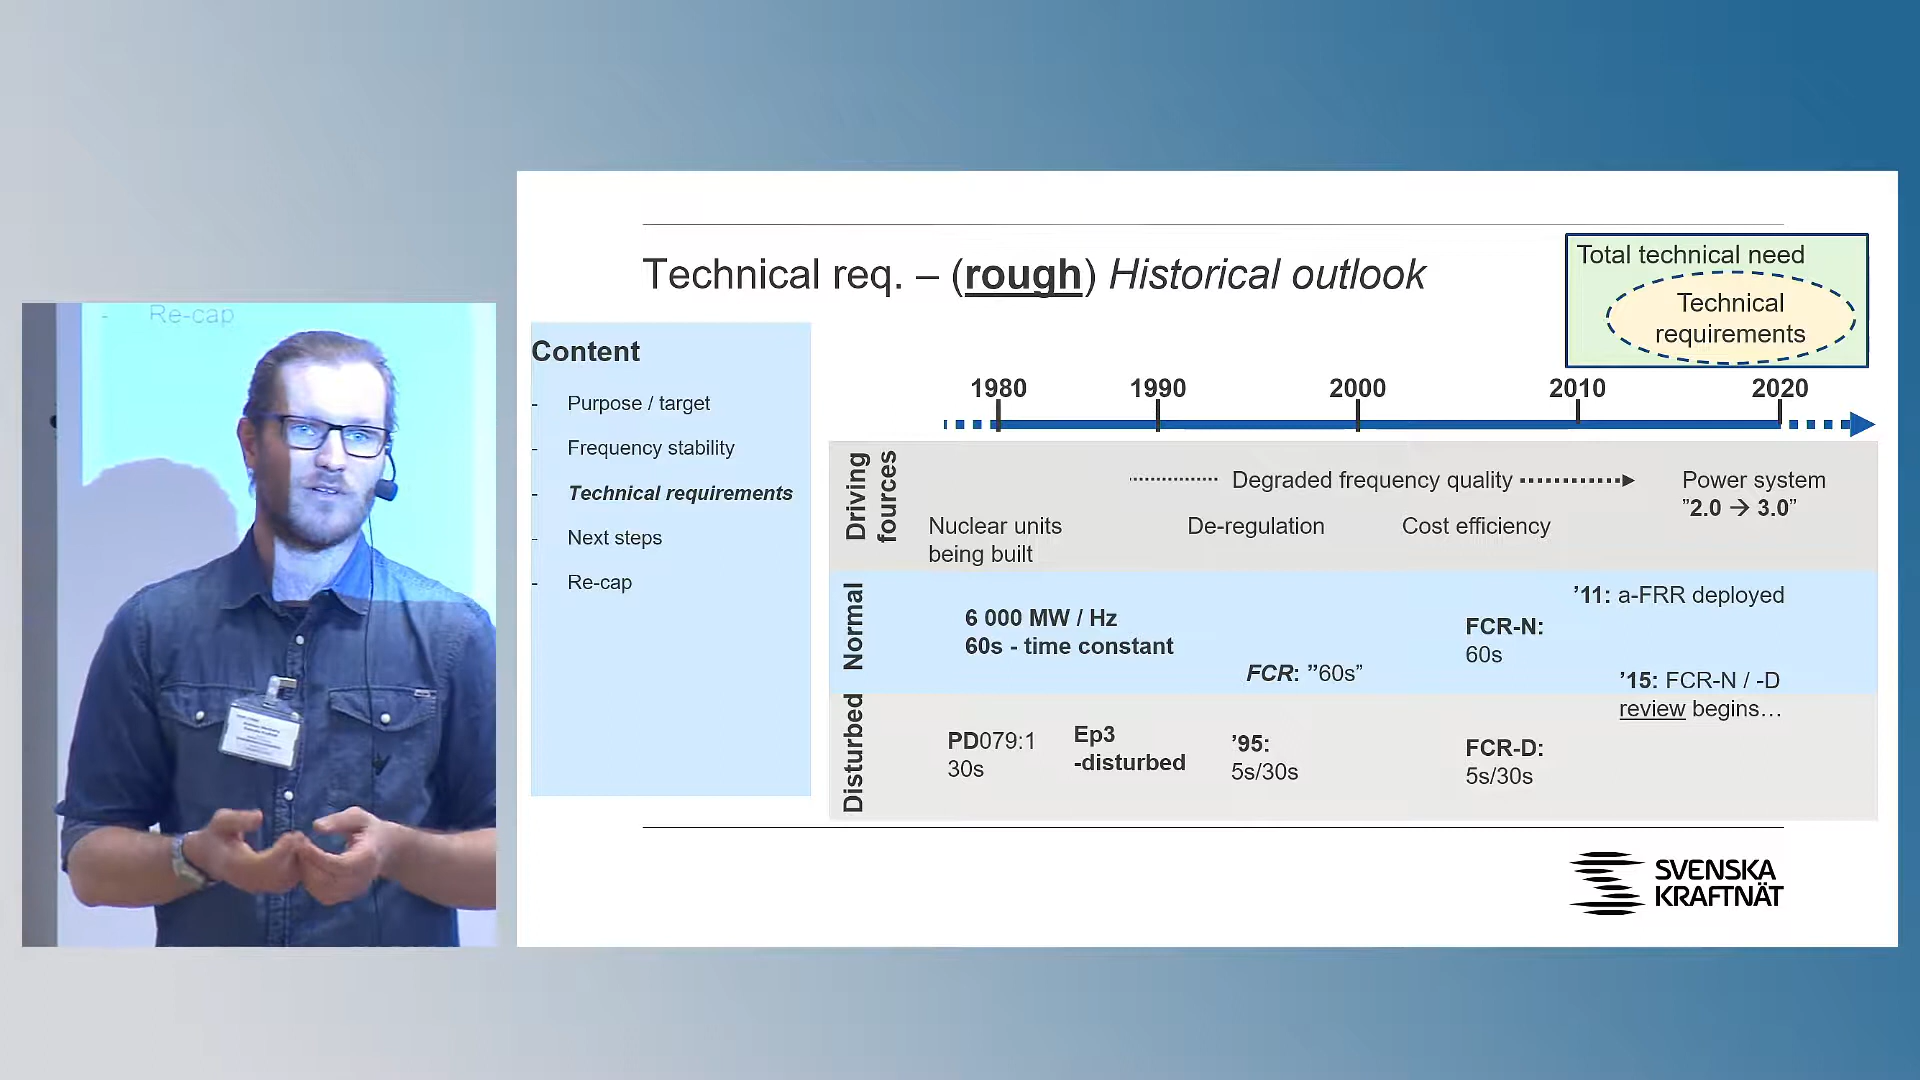 Re-cap
Technical req. – (rough) Historical outlook
Total technical need
Technical
requirements
Content
- Purpose / target
- Frequency stability
- Technical requirements
- Next steps
- Re-cap
1980 1990 2000 2010 2020
Driving
fources
Degraded frequency quality
Power system
”2.0 → 3.0”
Nuclear units
being built
De-regulation
Cost efficiency
Normal
6 000 MW / Hz
60s - time constant
FCR: ”60s”
FCR-N:
60s
’11: a-FRR deployed
’15: FCR-N / -D
review begins…
Disturbed
PD079:1
30s
Ep3
-disturbed
’95:
5s/30s
FCR-D:
5s/30s
SVENSKA
KRAFTNÄT